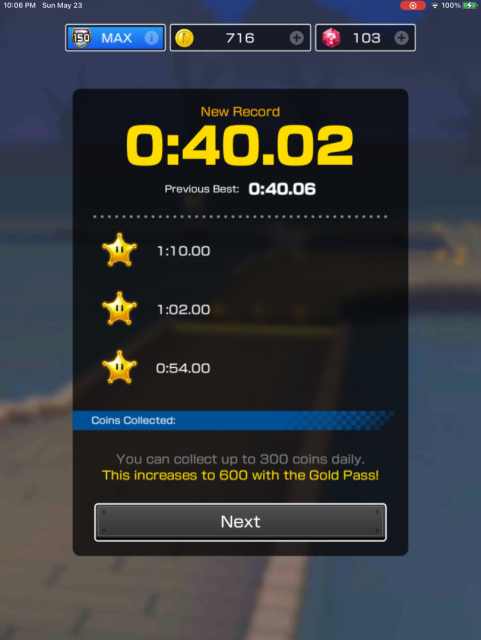 10:06 PM Sun May 23
100%
150 MAX i 716 + 103 +
New Record
0:40.02
Previous Best: 0:40.06
1:10.00
1:02.00
0:54.00
Coins Collected:
You can collect up to 300 coins daily.
This increases to 600 with the Gold Pass!
Next